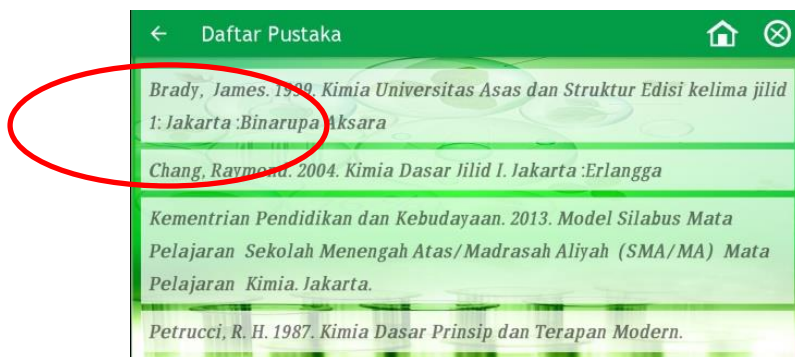 Daftar Pustaka
Brady, James. 1999. Kimia Universitas Asas dan Struktur Edisi kelima jilid
1: Jakarta :Binarupa Aksara
Chang, Raymond. 2004. Kimia Dasar Jilid I. Jakarta :Erlangga
Kementrian Pendidikan dan Kebudayaan. 2013. Model Silabus Mata
Pelajaran Sekolah Menengah Atas/Madrasah Aliyah (SMA/MA) Mata
Pelajaran Kimia. Jakarta.
Petrucci, R. H. 1987. Kimia Dasar Prinsip dan Terapan Modern.